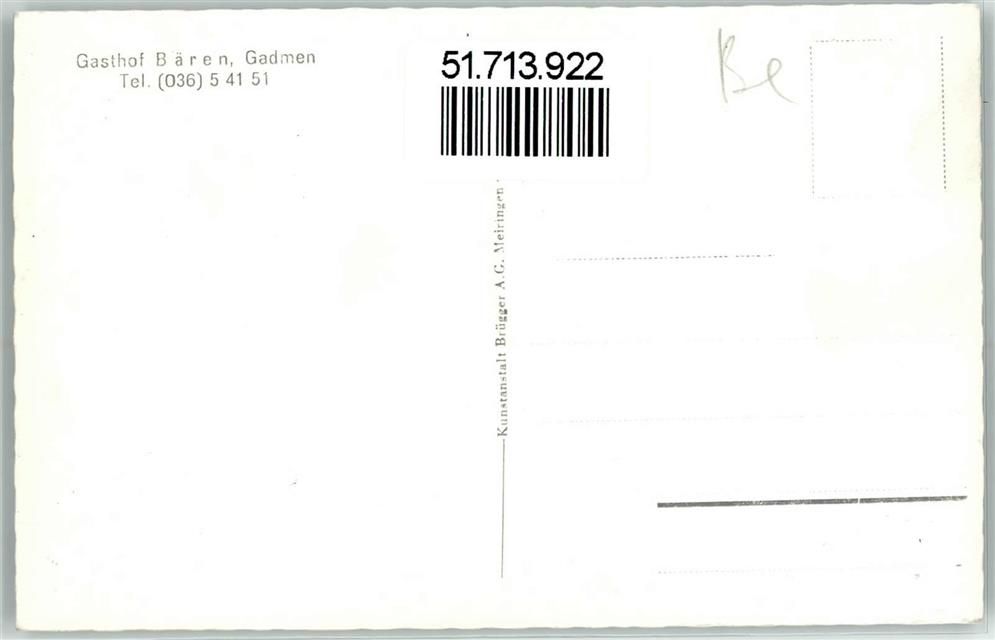 Gasthof Bären, Gadmen
Tel. (036) 5 41 51
51.713.922
Be
Kunstanstalt Brügger A.G. Meiringen